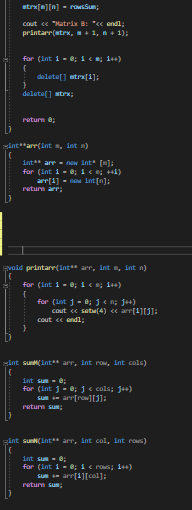 mtrx[m][n] = rowsSum;
cout << "Matrix B: "<< endl;
printarr(mtrx, m + 1, n + 1);
for (int i = 0; i < m; i++)
{
delete[] mtrx[i];
}
delete[] mtrx;
return 0;
}
int**arr(int m, int n)
{
int** arr = new int* [m];
for (int i = 0; i < m; ++i)
arr[i] = new int[n];
return arr;
}
void printarr(int** arr, int m, int n)
{
for (int i = 0; i < m; i++)
{
for (int j = 0; j < n; j++)
cout << setw(4) << arr[i][j];
cout << endl;
}
}
int sumM(int** arr, int row, int cols)
{
int sum = 0;
for (int j = 0; j < cols; j++)
sum += arr[row][j];
return sum;
}
int sumN(int** arr, int col, int rows)
{
int sum = 0;
for (int i = 0; i < rows; i++)
sum += arr[i][col];
return sum;
}